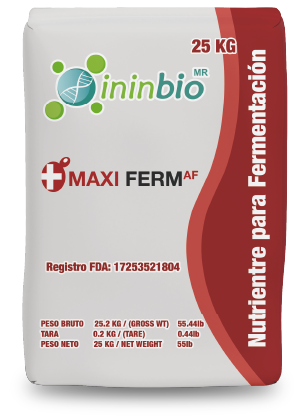 25 KG
ininbio MR
MAXI FERM AF
Nutrientre para Fermentación
Registro FDA: 17253521804
PESO BRUTO 25.2 KG / (GROSS WT) 55.44lb
TARA 0.2 KG / (TARE) 0.44lb
PESO NETO 25 KG / NET WEIGHT 55lb